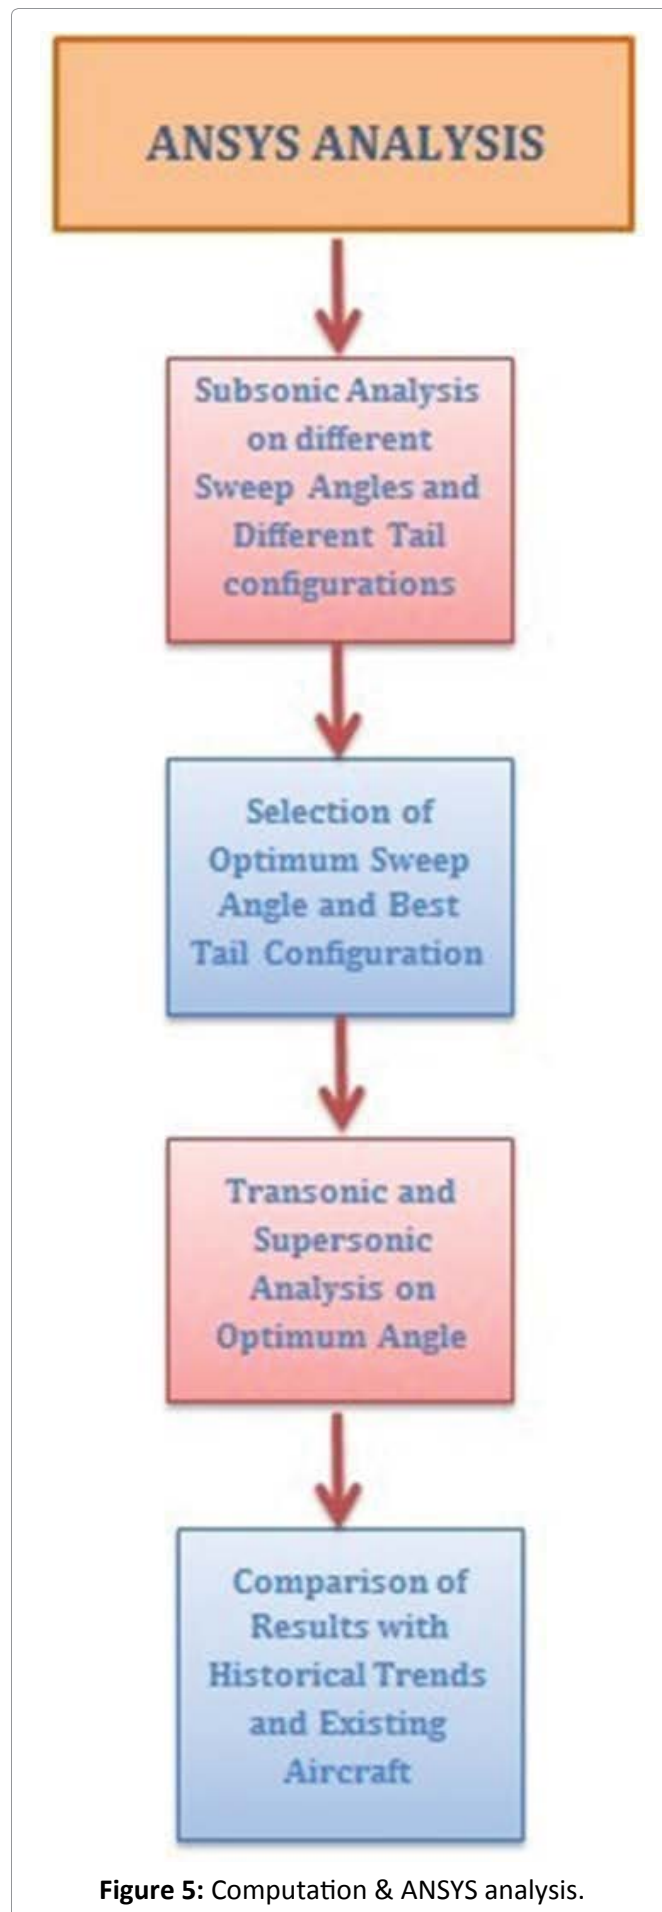 ANSYS ANALYSIS
Subsonic Analysis
on different
Sweep Angles and
Different Tail
configurations
Selection of
Optimum Sweep
Angle and Best
Tail Configuration
Transonic and
Supersonic
Analysis on
Optimum Angle
Comparison of
Results with
Historical Trends
and Existing
Aircraft
Figure 5: Computation & ANSYS analysis.